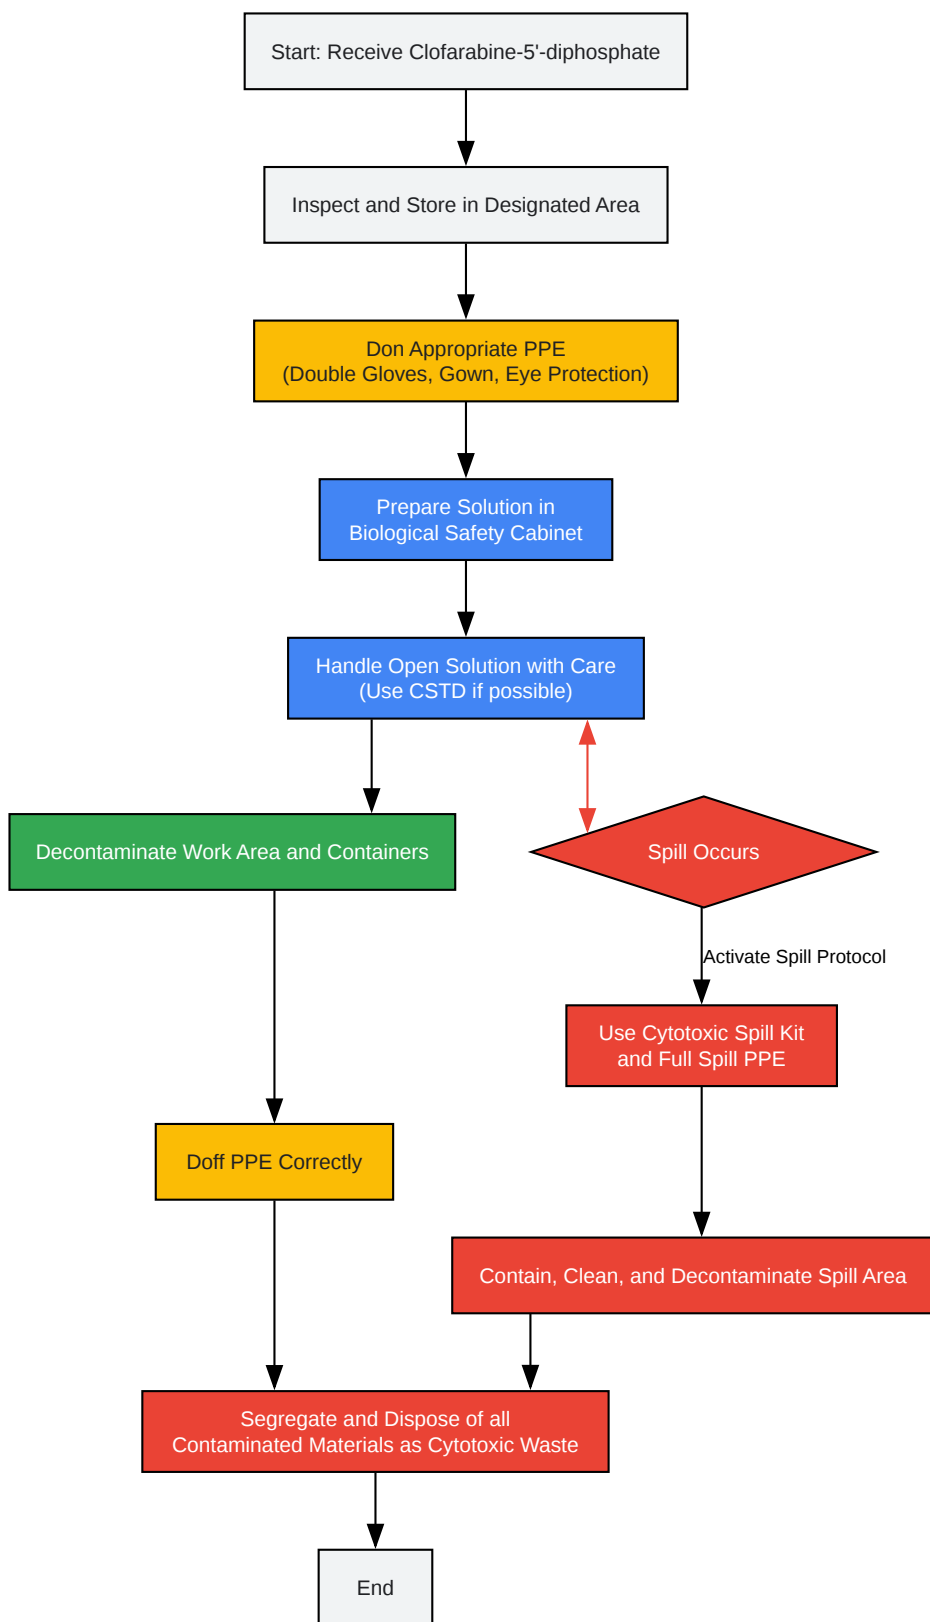 Start: Receive Clofarabine-5'-diphosphate
Inspect and Store in Designated Area
Don Appropriate PPE
(Double Gloves, Gown, Eye Protection)
Prepare Solution in
Biological Safety Cabinet
Handle Open Solution with Care
(Use CSTD if possible)
Decontaminate Work Area and Containers
Spill Occurs
Activate Spill Protocol
Use Cytotoxic Spill Kit
and Full Spill PPE
Doff PPE Correctly
Contain, Clean, and Decontaminate Spill Area
Segregate and Dispose of all
Contaminated Materials as Cytotoxic Waste
End